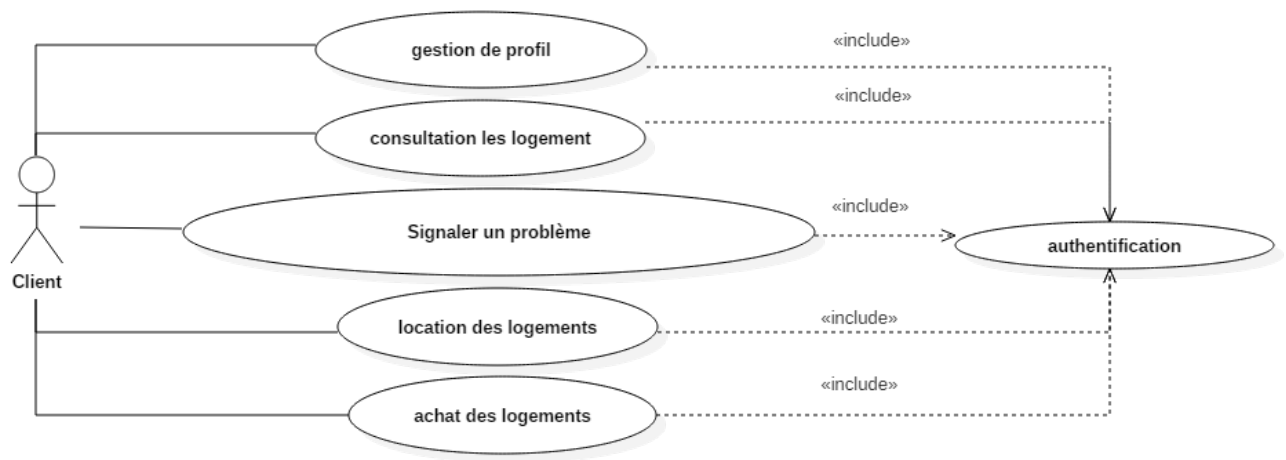 gestion de profil
«include»
consultation les logement
«include»
Signaler un problème
«include»
authentification
Client
location des logements
«include»
achat des logements
«include»